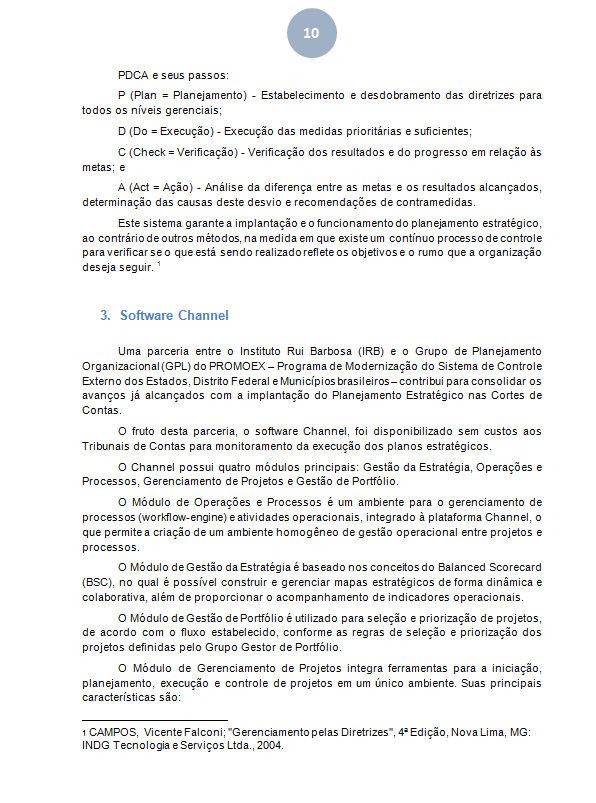 10
PDCA e seus passos:
P (Plan = Planejamento) - Estabelecimento e desdobramento das diretrizes para
todos os níveis gerenciais;
D (Do = Execução) - Execução das medidas prioritárias e suficientes;
C (Check = Verificação) - Verificação dos resultados e do progresso em relação às
metas; e
A (Act = Ação) - Análise da diferença entre as metas e os resultados alcançados,
determinação das causas deste desvio e recomendações de contramedidas.
Este sistema garante a implantação e o funcionamento do planejamento estratégico,
ao contrário de outros métodos, na medida em que existe um contínuo processo de controle
para verificar se o que está sendo realizado reflete os objetivos e o rumo que a organização
deseja seguir. 1
3. Software Channel
Uma parceria entre o Instituto Rui Barbosa (IRB) e o Grupo de Planejamento
Organizacional (GPL) do PROMOEX – Programa de Modernização do Sistema de Controle
Externo dos Estados, Distrito Federal e Municípios brasileiros – contribui para consolidar os
avanços já alcançados com a implantação do Planejamento Estratégico nas Cortes de
Contas.
O fruto desta parceria, o software Channel, foi disponibilizado sem custos aos
Tribunais de Contas para monitoramento da execução dos planos estratégicos.
O Channel possui quatro módulos principais: Gestão da Estratégia, Operações e
Processos, Gerenciamento de Projetos e Gestão de Portfólio.
O Módulo de Operações e Processos é um ambiente para o gerenciamento de
processos (workflow-engine) e atividades operacionais, integrado à plataforma Channel, o
que permite a criação de um ambiente homogêneo de gestão operacional entre projetos e
processos.
O Módulo de Gestão da Estratégia é baseado nos conceitos do Balanced Scorecard
(BSC), no qual é possível construir e gerenciar mapas estratégicos de forma dinâmica e
colaborativa, além de proporcionar o acompanhamento de indicadores operacionais.
O Módulo de Gestão de Portfólio é utilizado para seleção e priorização de projetos,
de acordo com o fluxo estabelecido, conforme as regras de seleção e priorização dos
projetos definidas pelo Grupo Gestor de Portfólio.
O Módulo de Gerenciamento de Projetos integra ferramentas para a iniciação,
planejamento, execução e controle de projetos em um único ambiente. Suas principais
características são:
1 CAMPOS, Vicente Falconi; "Gerenciamento pelas Diretrizes", 4ª Edição, Nova Lima, MG:
INDG Tecnologia e Serviços Ltda., 2004.